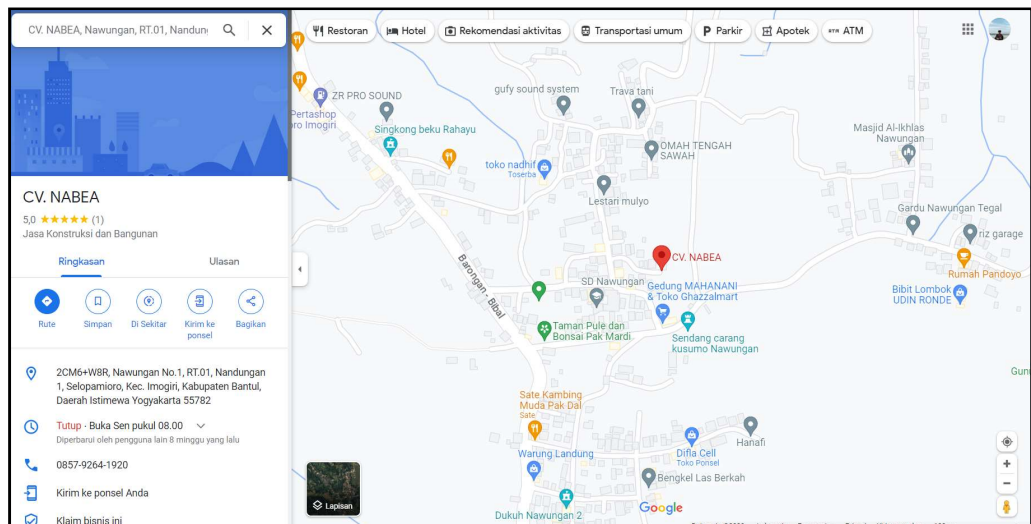 CV. NABEA, Nawungan, RT.01, Nandung
CV. NABEA
5,0 ★★★★★ (1)
Jasa Konstruksi dan Bangunan
Ringkasan
Ulasan
Rute
Simpan
Di Sekitar
Kirim ke
ponsel
Bagikan
2CM6+W8R, Nawungan No.1, RT.01, Nandungan
1, Selopamioro, Kec. Imogiri, Kabupaten Bantul,
Daerah Istimewa Yogyakarta 55782
Tutup · Buka Sen pukul 08.00
Diperbarui oleh pengguna lain 8 minggu yang lalu
0857-9264-1920
Kirim ke ponsel Anda
Klaim bisnis ini
Restoran
Hotel
Rekomendasi aktivitas
Transportasi umum
P Parkir
Apotek
ATM ATM
ZR PRO SOUND
Pertashop
pro Imogiri
Singkong beku Rahayu
gufy sound system
Trava tani
OMAH TENGAH
SAWAH
toko nadhif
Toserba
Lestari mulyo
Masjid Al-Ikhlas
Nawungan
Gardu Nawungan Tegal
riz garage
Rumah Pandoyo
Bibit Lombok
UDIN RONDE
CV. NABEA
SD Nawungan
Gedung MAHANANI
& Toko Ghazzalmart
Barongan - Bibal
Taman Pule dan
Bonsai Pak Mardi
Sendang carang
kusumo Nawungan
Gunu
Sate Kambing
Muda Pak Dal
Sate
Hanafi
Warung Landung
Difla Cell
Toko Ponsel
Bengkel Las Berkah
Dukuh Nawungan 2
Lapisan
Google